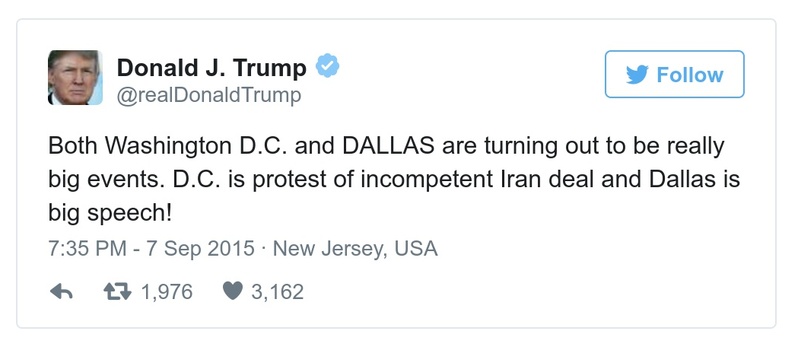 Donald J. Trump
@realDonaldTrump
Follow
Both Washington D.C. and DALLAS are turning out to be really
big events. D.C. is protest of incompetent Iran deal and Dallas is
big speech!
7:35 PM - 7 Sep 2015 · New Jersey, USA
1,976 3,162